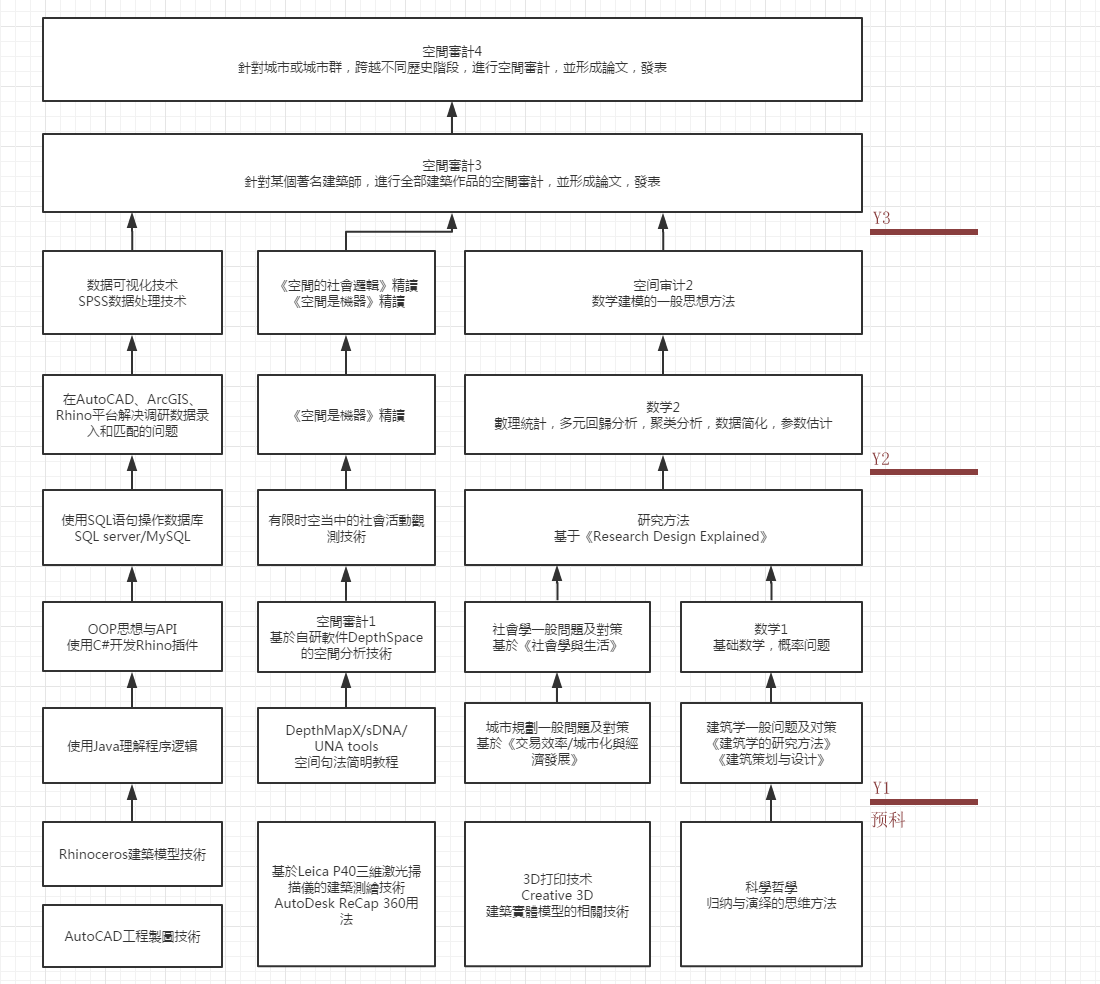 空間審計4
針對城市或城市群，跨越不同歷史階段，進行空間審計，並形成論文，發表
空間審計3
針對某個著名建築師，進行全部建築作品的空間審計，並形成論文，發表
Y3
数据可视化技术
SPSS数据处理技术
《空間的社會邏輯》精讀
《空間是機器》精讀
空间审计2
数学建模的一般思想方法
在AutoCAD、ArcGIS、
Rhino平台解决调研数据录
入和匹配的问题
《空間是機器》精讀
数学2
數理統計，多元回歸分析，聚类分析，数据简化，参数估计
Y2
使用SQL语句操作数据库
SQL server/MySQL
有限时空当中的社會活動觀
測技術
研究方法
基于《Research Design Explained》
OOP思想与API
使用C#开发Rhino插件
空間審計1
基於自研軟件DepthSpace
的空間分析技術
社會學一般問題及對策
基於《社會學與生活》
数学1
基础数学，概率问题
使用Java理解程序逻辑
DepthMapX/sDNA/
UNA tools
空间句法简明教程
城市規劃一般問題及對策
基於《交易效率/城市化與經
濟發展》
建筑学一般问题及对策
《建筑学的研究方法》
《建筑策划与设计》
Y1
预科
Rhinoceros建築模型技術
AutoCAD工程製圖技術
基於Leica P40三維激光掃
描儀的建築測繪技術
AutoDesk ReCap 360用
法
3D打印技术
Creative 3D
建築實體模型的相關技術
科學哲學
归纳与演绎的思维方法